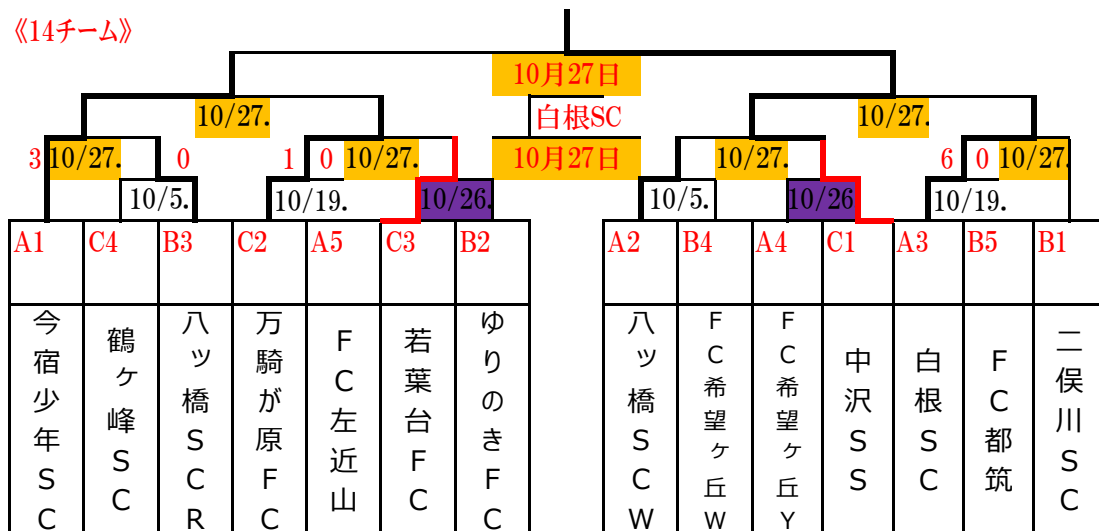 《14チーム》
10月27日
10/27.
白根SC
10/27.
3
10/27.
0
1
0
10/27.
10月27日
10/27.
6
0
10/27.
10/5.
10/19.
10/26.
10/5.
10/26
10/19.
A1
C4
B3
C2
A5
C3
B2
A2
B4
A4
C1
A3
B5
B1
今宿少年SC
鶴ヶ峰SC
八ッ橋SCR
万騎が原FC
FC左近山
若葉台FC
ゆりのきFC
八ッ橋SCW
FC希望ヶ丘W
FC希望ヶ丘Y
中沢SS
白根SC
FC都筑
二俣川SC